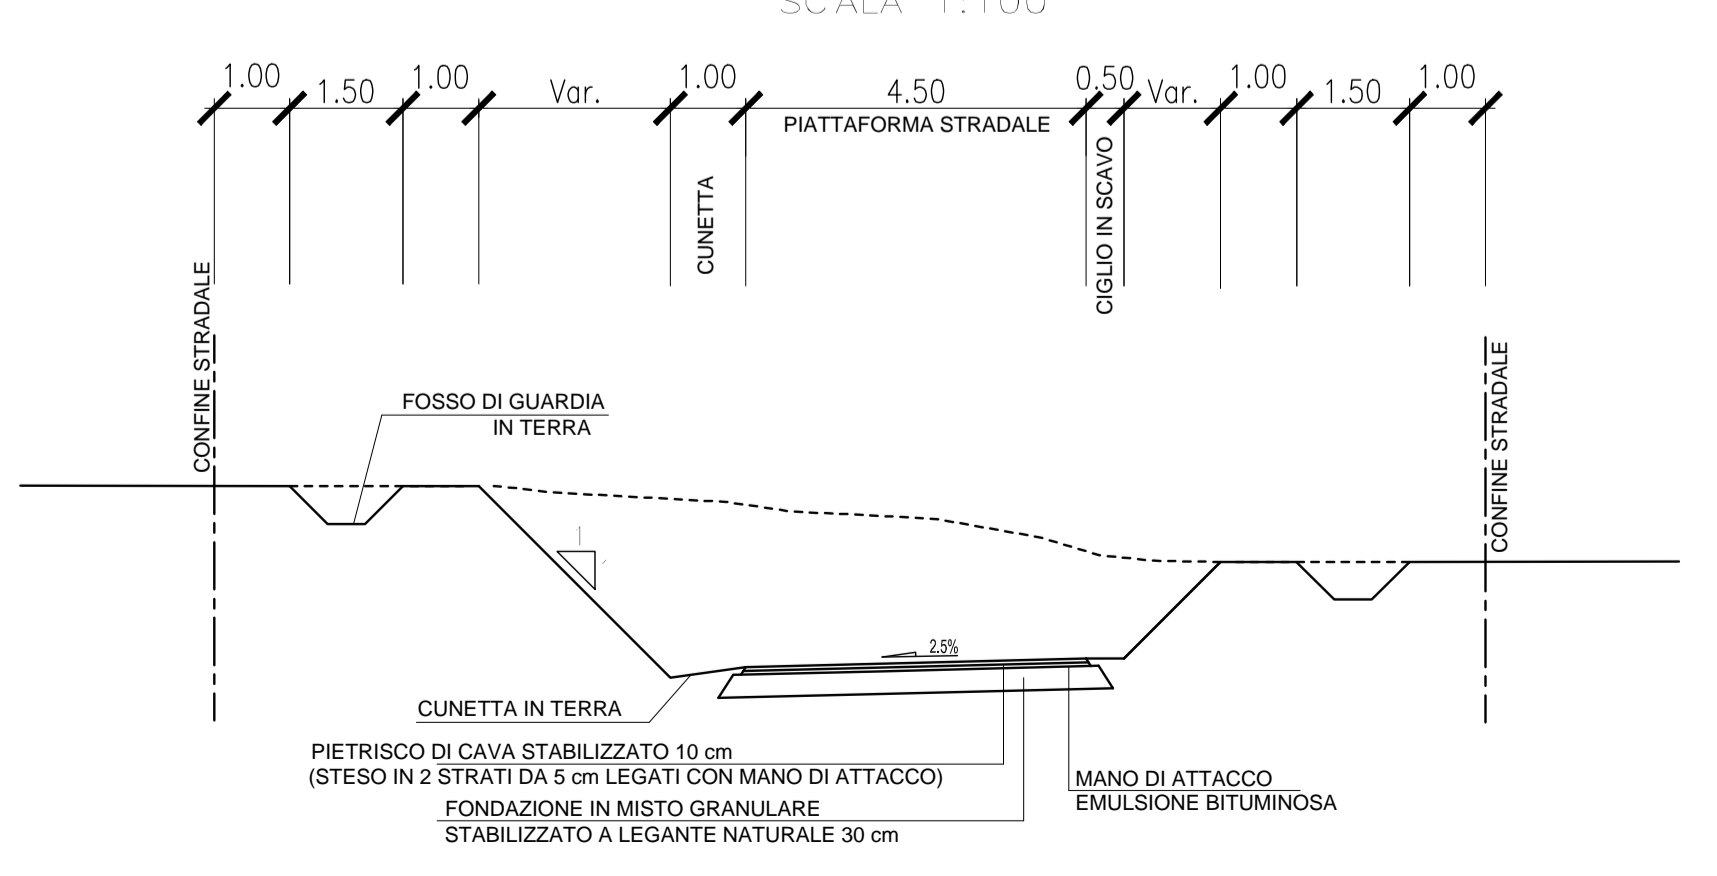 SCALA 1:100
1.00 1.50 1.00 Var. 1.00 4.50 0.50 Var. 1.00 1.50 1.00
PIATTAFORMA STRADALE
CUNETTA
CIGLIO IN SCAVO
CONFINE STRADALE
CONFINE STRADALE
FOSSO DI GUARDIA
IN TERRA
1
2.5%
CUNETTA IN TERRA
PIETRISCO DI CAVA STABILIZZATO 10 cm
(STESO IN 2 STRATI DA 5 cm LEGATI CON MANO DI ATTACCO)
MANO DI ATTACCO
EMULSIONE BITUMINOSA
FONDAZIONE IN MISTO GRANULARE
STABILIZZATO A LEGANTE NATURALE 30 cm